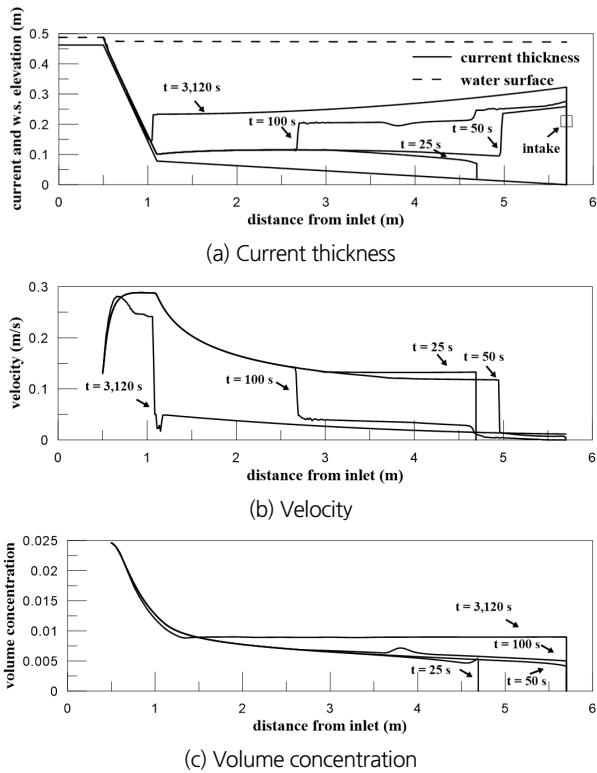 current and w.s. elevation (m)
0.5
0.4
0.3
0.2
0.1
0
current thickness
water surface
t = 3,120 s
t = 100 s
t = 50 s
t = 25 s
intake
0 1 2 3 4 5 6
distance from inlet (m)
(a) Current thickness
velocity (m/s)
0.3
0.2
0.1
0
t = 25 s
t = 50 s
t = 100 s
t = 3,120 s
0 1 2 3 4 5 6
distance from inlet (m)
(b) Velocity
volume concentration
0.025
0.02
0.015
0.01
0.005
0
t = 3,120 s
t = 100 s
t = 25 s
t = 50 s
0 1 2 3 4 5 6
distance from inlet (m)
(c) Volume concentration